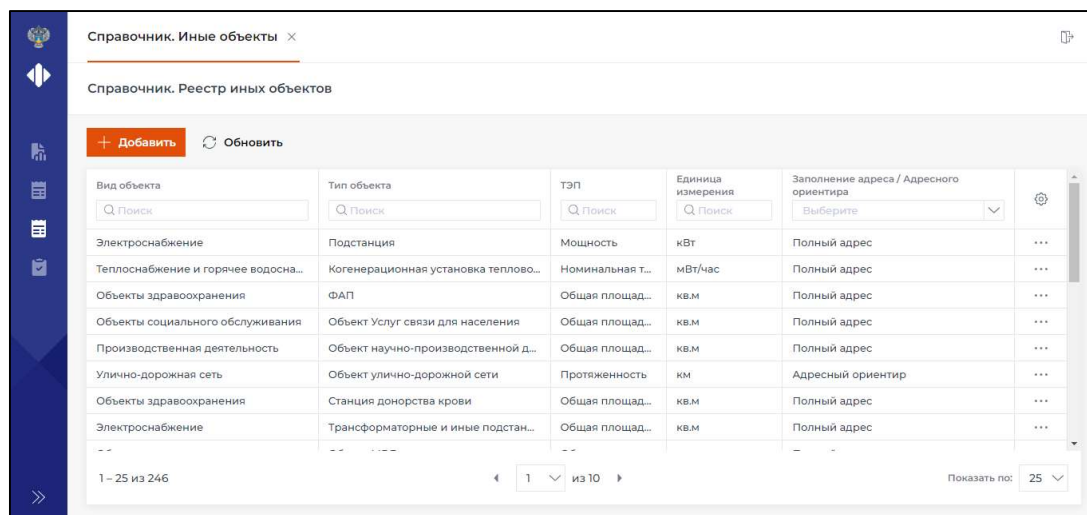 Справочник. Иные объекты ×
Справочник. Реестр иных объектов
+ Добавить Обновить
Вид объекта Тип объекта ТЭП Единица измерения Заполнение адреса / Адресного ориентира
Поиск Поиск Поиск Поиск Выберите
Электроснабжение Подстанция Мощность кВт Полный адрес ...
Теплоснабжение и горячее водосна... Когенерационная установка теплово... Номинальная т... мВт/час Полный адрес ...
Объекты здравоохранения ФАП Общая площад... кв.м Полный адрес ...
Объекты социального обслуживания Объект Услуг связи для населения Общая площад... кв.м Полный адрес ...
Производственная деятельность Объект научно-производственной д... Общая площад... кв.м Полный адрес ...
Улично-дорожная сеть Объект улично-дорожной сети Протяженность км Адресный ориентир ...
Объекты здравоохранения Станция донорства крови Общая площад... кв.м Полный адрес ...
Электроснабжение Трансформаторные и иные подстан... Общая площад... кв.м Полный адрес ...
1 – 25 из 246 1 из 10 Показать по: 25